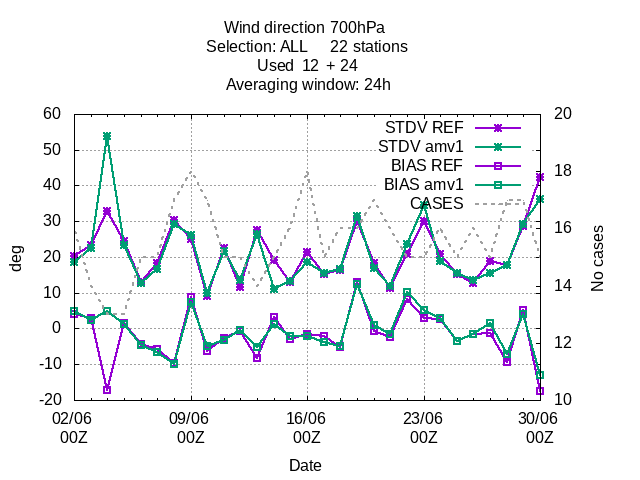 Wind direction 700hPa
Selection: ALL 22 stations
Used 12 + 24
Averaging window: 24h
60
50
40
30
20
10
0
-10
-20
deg
20
18
16
14
12
10
No cases
STDV REF
STDV amv1
BIAS REF
BIAS amv1
CASES
02/06 09/06 16/06 23/06 30/06
00Z 00Z 00Z 00Z 00Z
Date